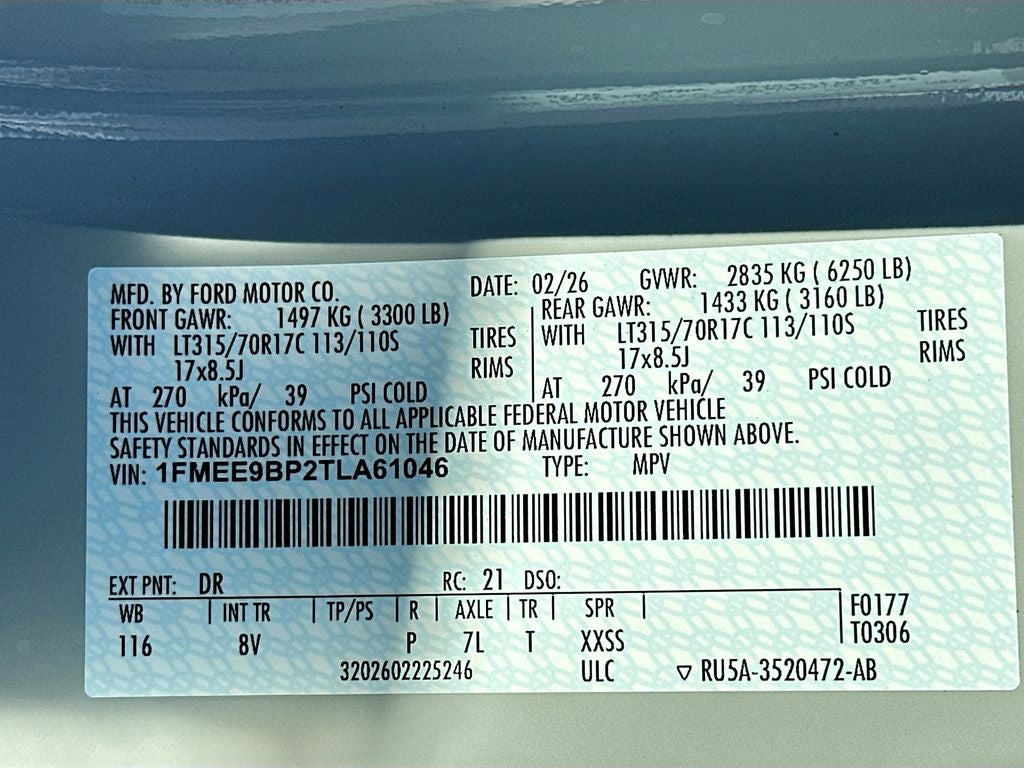 MFD. BY FORD MOTOR CO. DATE: 02/26 GVWR: 2835 KG ( 6250 LB)
FRONT GAWR: 1497 KG ( 3300 LB) REAR GAWR: 1433 KG ( 3160 LB)
WITH LT315/70R17C 113/110S TIRES WITH LT315/70R17C 113/110S TIRES
17x8.5J RIMS 17x8.5J RIMS
AT 270 kPa/ 39 PSI COLD AT 270 kPa/ 39 PSI COLD
THIS VEHICLE CONFORMS TO ALL APPLICABLE FEDERAL MOTOR VEHICLE
SAFETY STANDARDS IN EFFECT ON THE DATE OF MANUFACTURE SHOWN ABOVE.
VIN: 1FMEE9BP2TLA61046 TYPE: MPV
EXT PNT: DR RC: 21 DSO:
WB INT TR TP/PS R AXLE TR SPR F0177
116 8V P 7L T XXSS T0306
3202602225246 ULC ▽ RU5A-3520472-AB